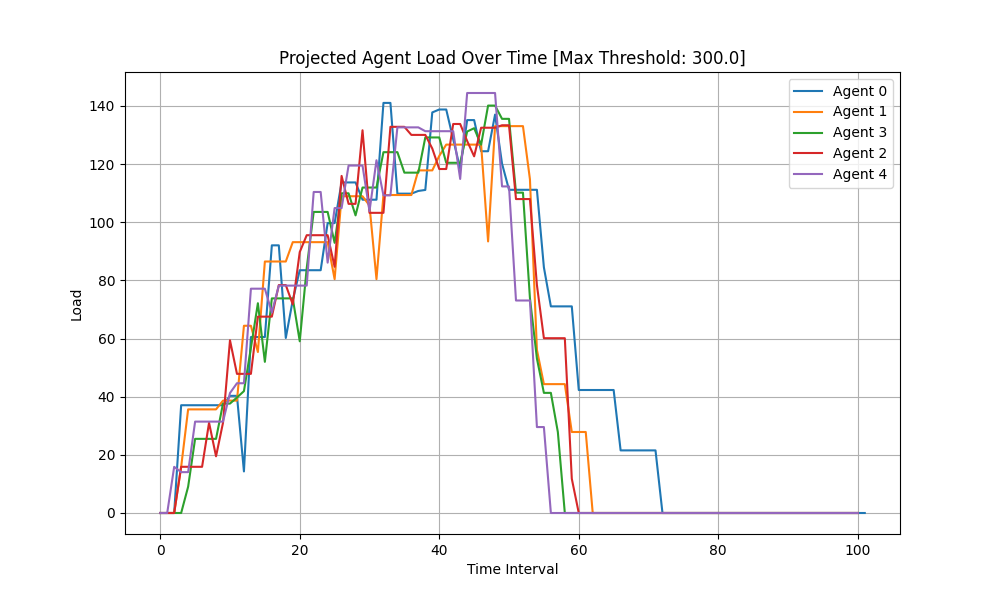 Projected Agent Load Over Time [Max Threshold: 300.0]
Agent 0
Agent 1
Agent 3
Agent 2
Agent 4
Load
140
120
100
80
60
40
20
0
0 20 40 60 80 100
Time Interval